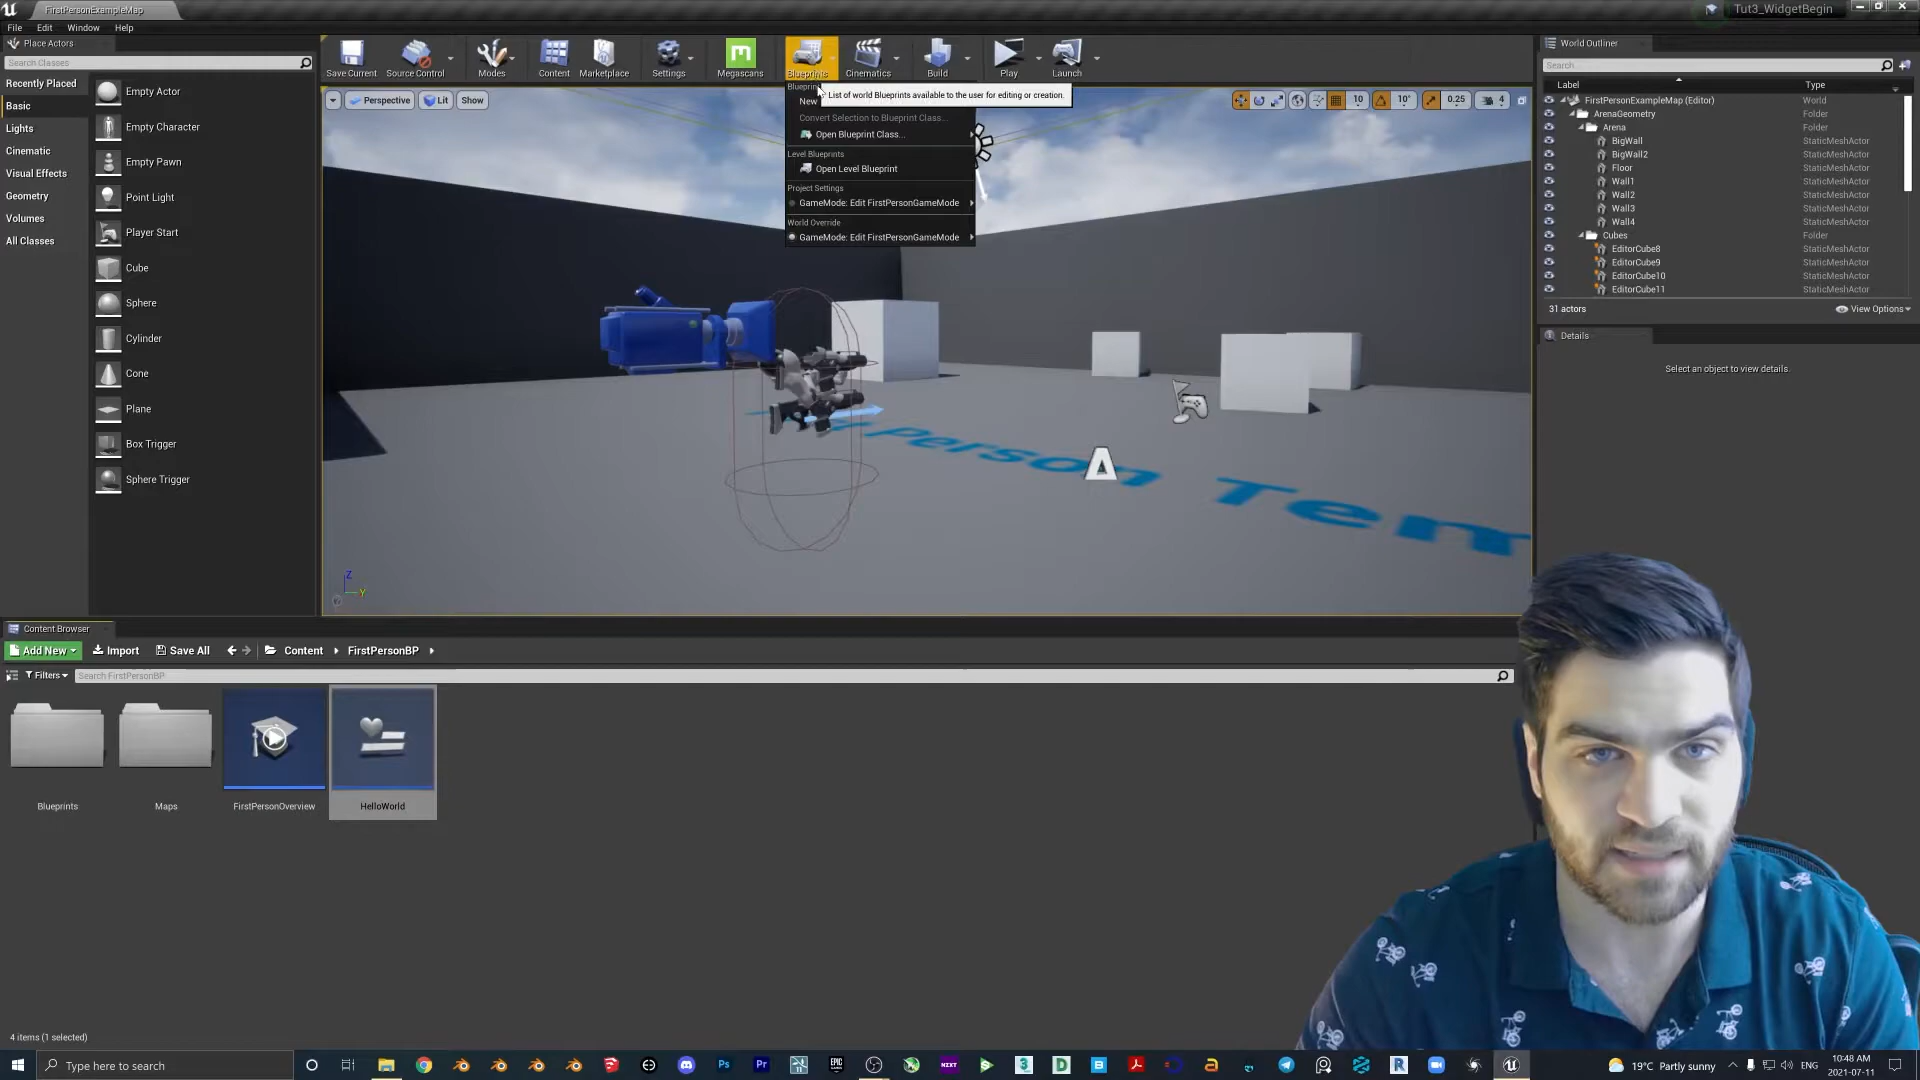 FirstPersonExampleMap
Tut3_WidgetBegin
File Edit Window Help
Place Actors
Search Classes
Recently Placed
Basic
Lights
Cinematic
Visual Effects
Geometry
Volumes
All Classes
Empty Actor
Empty Character
Empty Pawn
Point Light
Player Start
Cube
Sphere
Cylinder
Cone
Plane
Box Trigger
Sphere Trigger
Save Current Source Control Modes Content Marketplace Settings Megascans Blueprints Cinematics Build Play Launch
Perspective Lit Show
10 10° 0.25 4
List of world Blueprints available to the user for editing or creation.
New
Convert Selection to Blueprint Class...
Open Blueprint Class...
Level Blueprints
Open Level Blueprint
Project Settings
GameMode: Edit FirstPersonGameMode
World Override
GameMode: Edit FirstPersonGameMode
person Tem
Z
Y
World Outliner
Search...
Label Type
FirstPersonExampleMap (Editor) World
ArenaGeometry Folder
Arena Folder
BigWall StaticMeshActor
BigWall2 StaticMeshActor
Floor StaticMeshActor
Wall1 StaticMeshActor
Wall2 StaticMeshActor
Wall3 StaticMeshActor
Wall4 StaticMeshActor
Cubes Folder
EditorCube8 StaticMeshActor
EditorCube9 StaticMeshActor
EditorCube10 StaticMeshActor
EditorCube11 StaticMeshActor
31 actors View Options
Details
Select an object to view details.
Content Browser
Add New Import Save All Content FirstPersonBP
Filters Search FirstPersonBP
Blueprints Maps FirstPersonOverview HelloWorld
4 items (1 selected)
Type here to search
19°C Partly sunny ENG
10:48 AM
2021-07-11